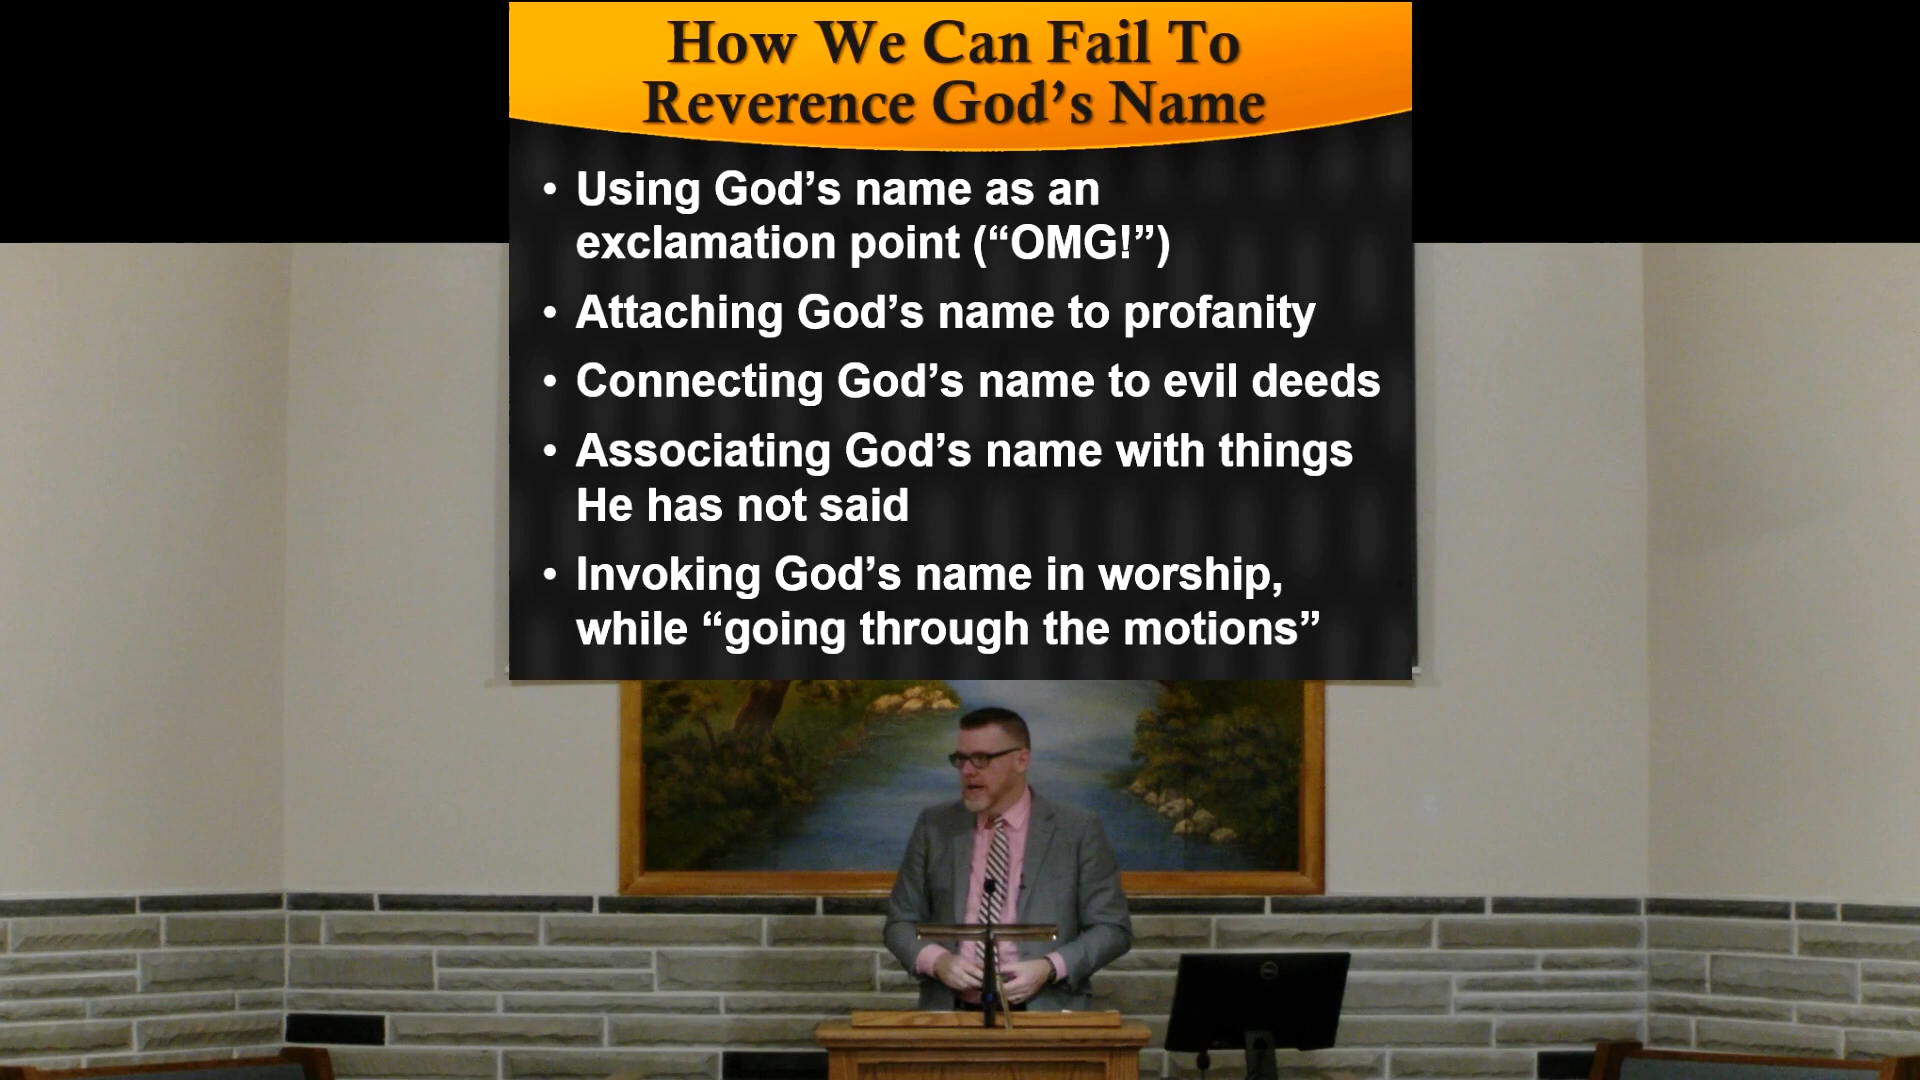 How We Can Fail To
Reverence God’s Name
• Using God’s name as an
exclamation point (“OMG!”)
• Attaching God’s name to profanity
• Connecting God’s name to evil deeds
• Associating God’s name with things
He has not said
• Invoking God’s name in worship,
while “going through the motions”
DELL